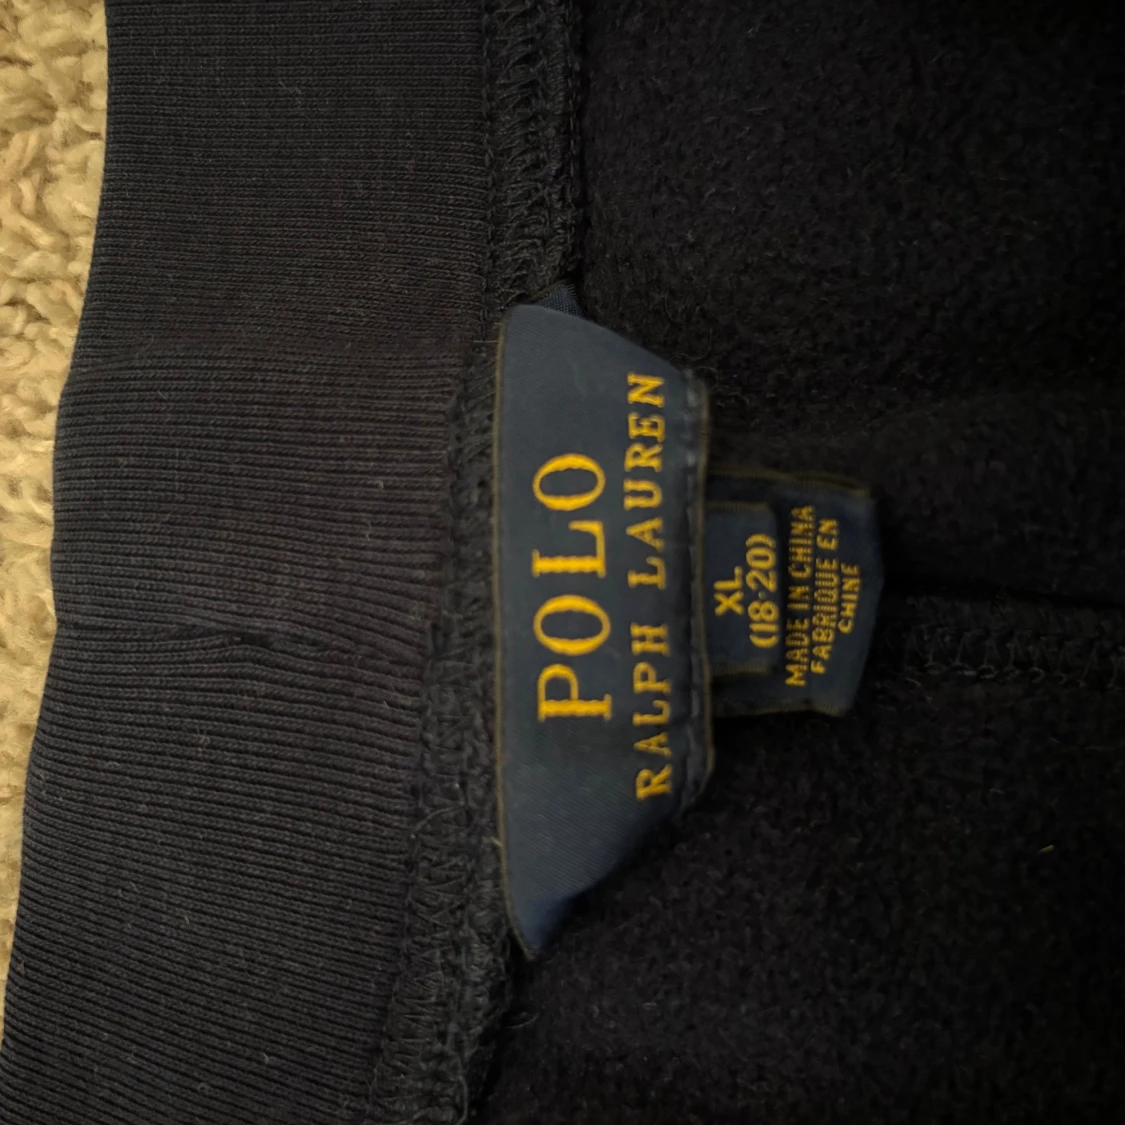 POLO
RALPH LAUREN
XL
(18-20)
MADE IN CHINA
FABRIQUE EN
CHINE